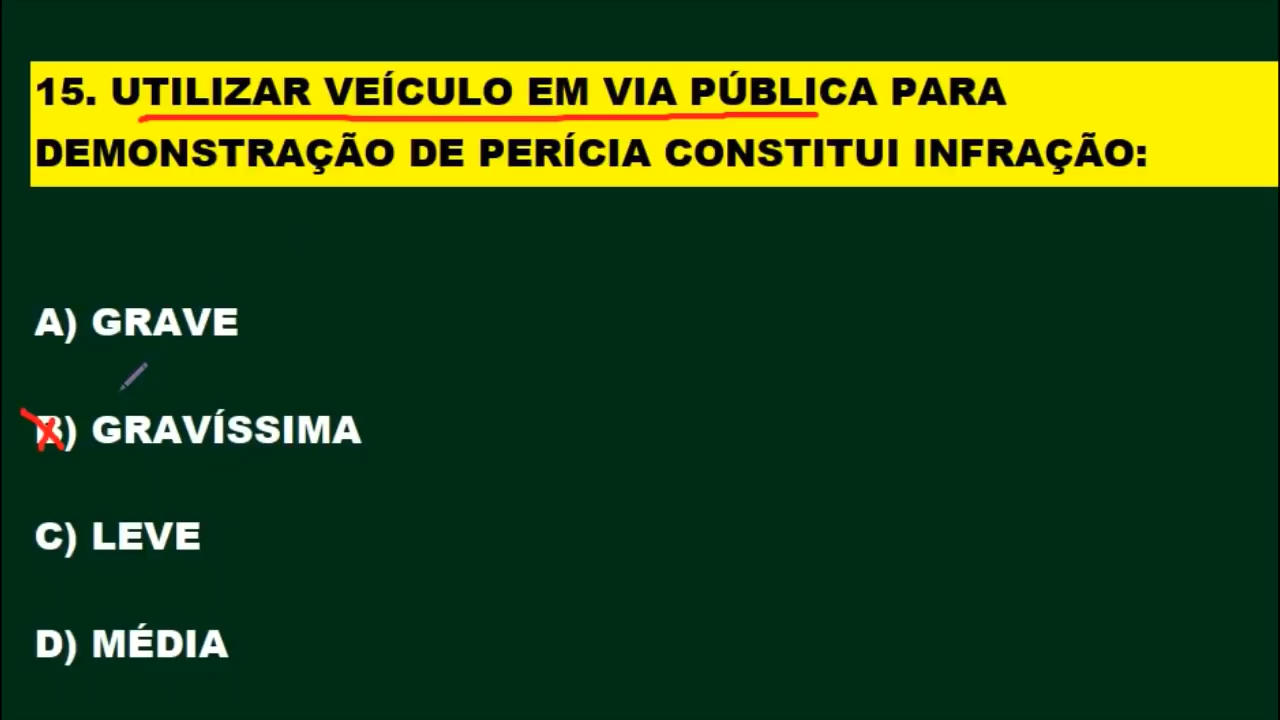 15. UTILIZAR VEÍCULO EM VIA PÚBLICA PARA
DEMONSTRAÇÃO DE PERÍCIA CONSTITUI INFRAÇÃO:
A) GRAVE
B) GRAVÍSSIMA
C) LEVE
D) MÉDIA